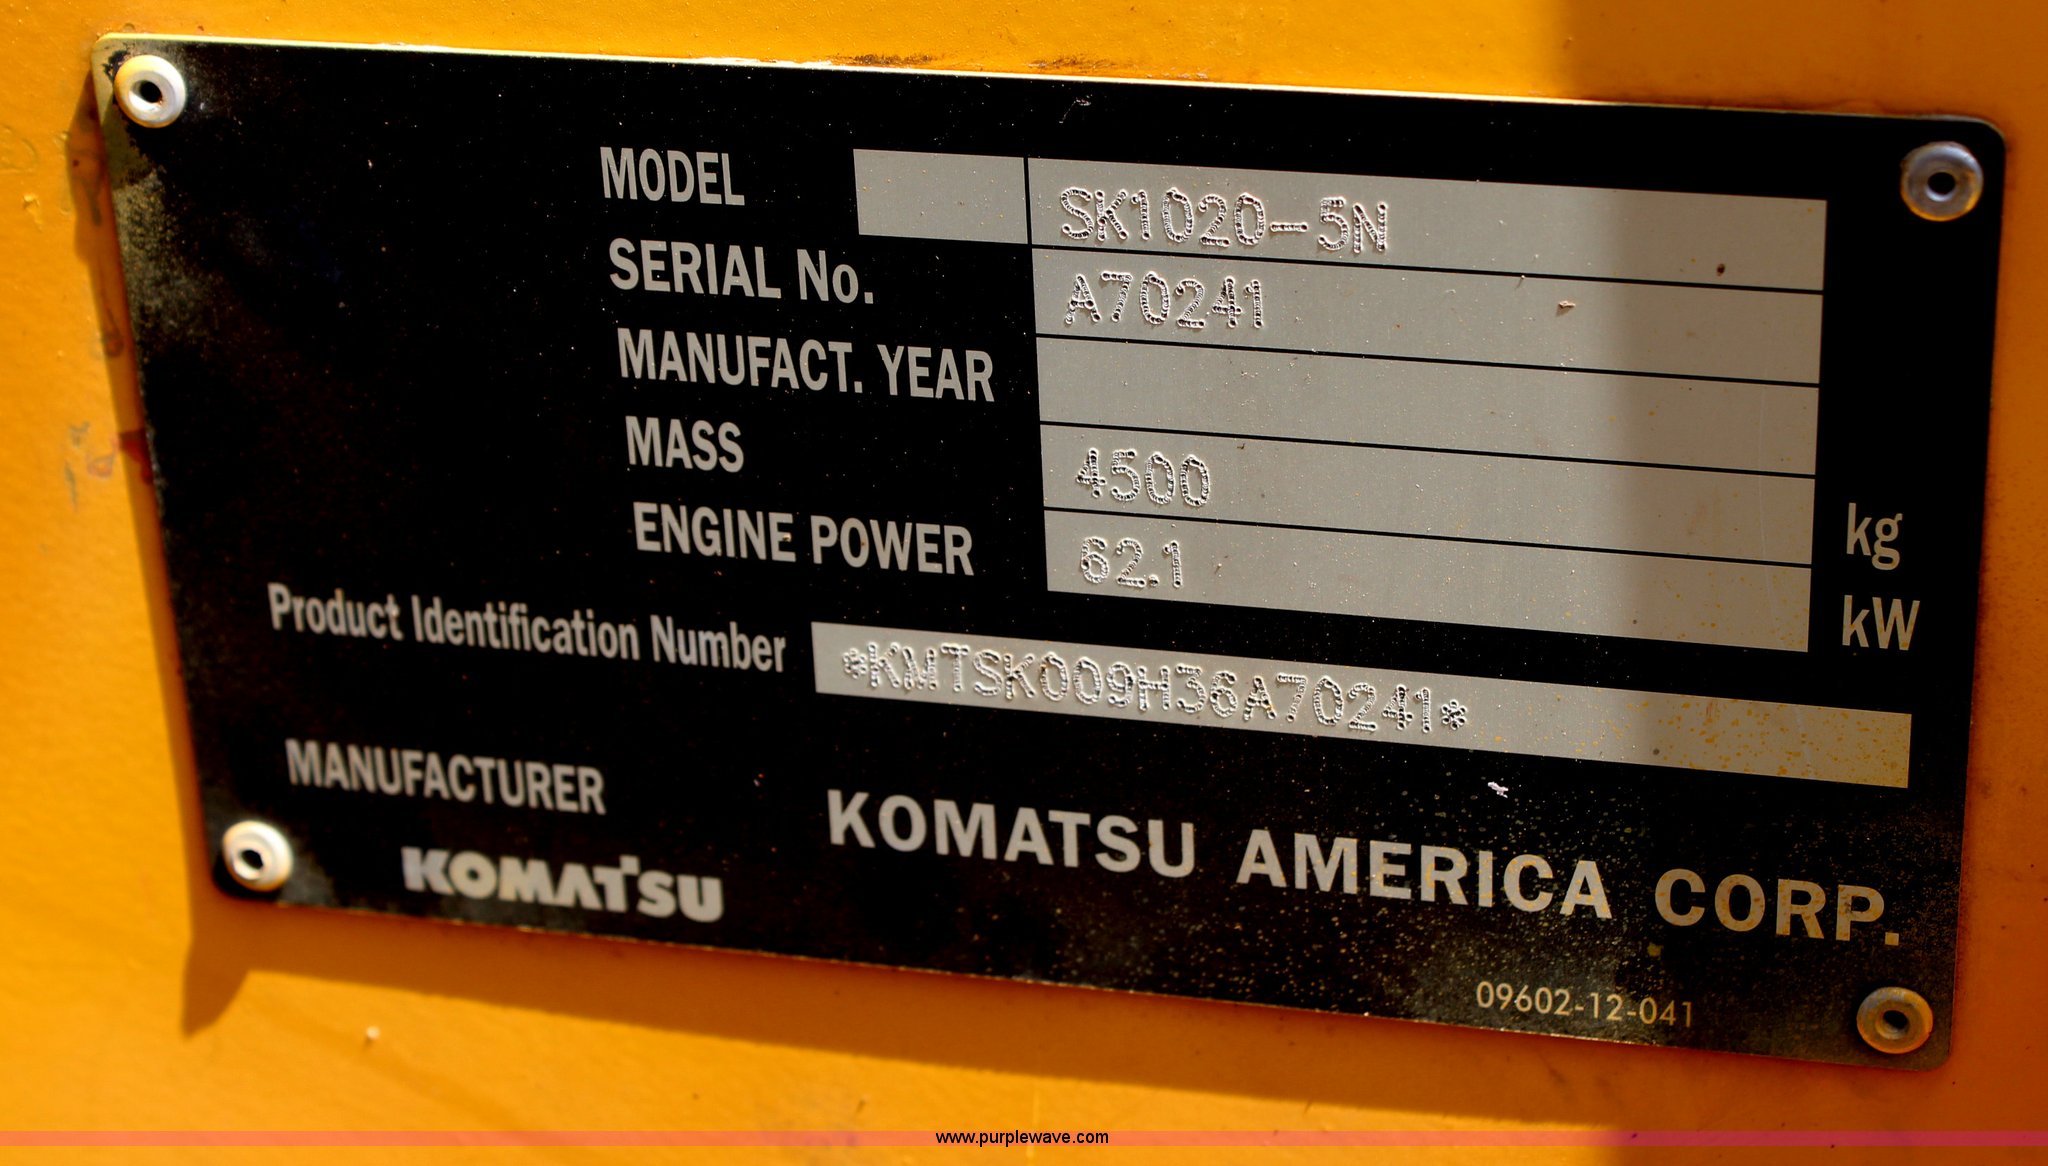 MODEL SK1020-5N
SERIAL No. A70241
MANUFACT. YEAR
MASS 4500 kg
ENGINE POWER 62.1 kW
Product Identification Number *KMTSK009H36A70241*
MANUFACTURER
KOMATSU KOMATSU AMERICA CORP.
09602-12-041
www.purplewave.com